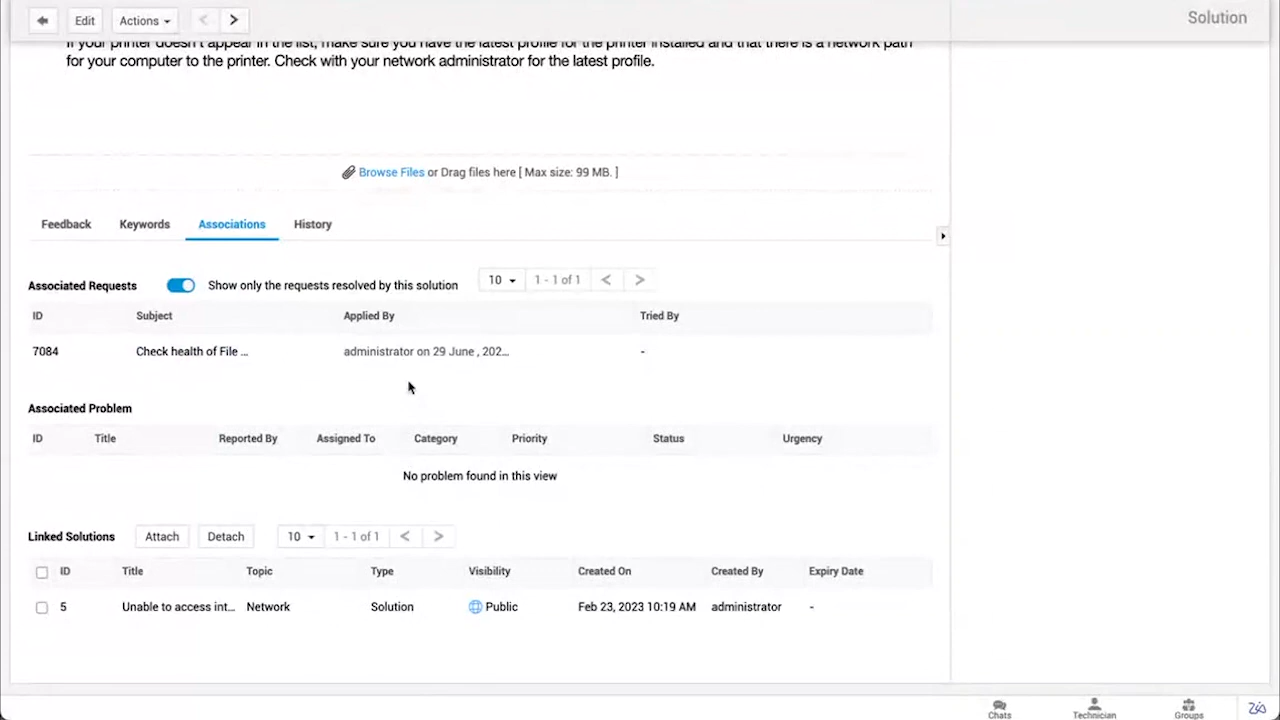 Edit Actions Solution
If your printer doesn't appear in the list, make sure you have the latest profile for the printer installed and that there is a network path
for your computer to the printer. Check with your network administrator for the latest profile.
Browse Files or Drag files here [ Max size: 99 MB. ]
Feedback Keywords Associations History
Associated Requests Show only the requests resolved by this solution 10 1 - 1 of 1
ID Subject Applied By Tried By
7084 Check health of File ... administrator on 29 June , 202... -
Associated Problem
ID Title Reported By Assigned To Category Priority Status Urgency
No problem found in this view
Linked Solutions Attach Detach 10 1 - 1 of 1
ID Title Topic Type Visibility Created On Created By Expiry Date
5 Unable to access int... Network Solution Public Feb 23, 2023 10:19 AM administrator -
Chats Technician Groups